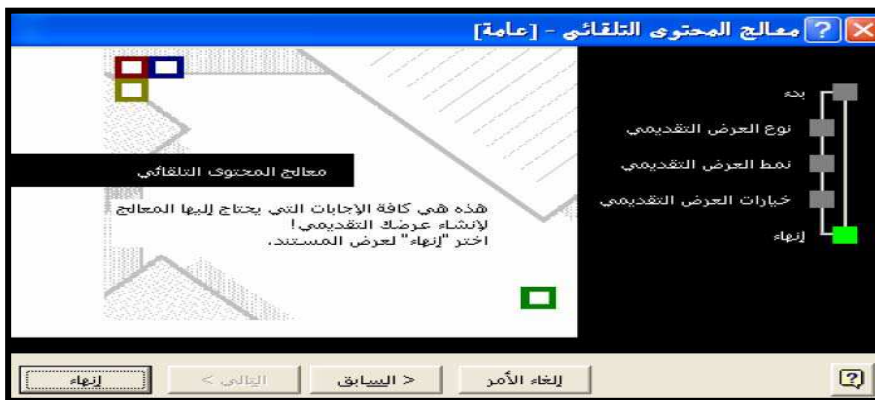 معالج المحتوى التلقائي - [عامة]
بدء
نوع العرض التقديمي
نمط العرض التقديمي
خيارات العرض التقديمي
إنهاء
معالج المحتوى التلقائي
هذه هي كافة الإجابات التي يحتاج إليها المعالج
لإنشاء عرضك التقديمي!
اختر "إنهاء" لعرض المستند.
إلغاء الأمر
< السابق
التالي >
إنهاء